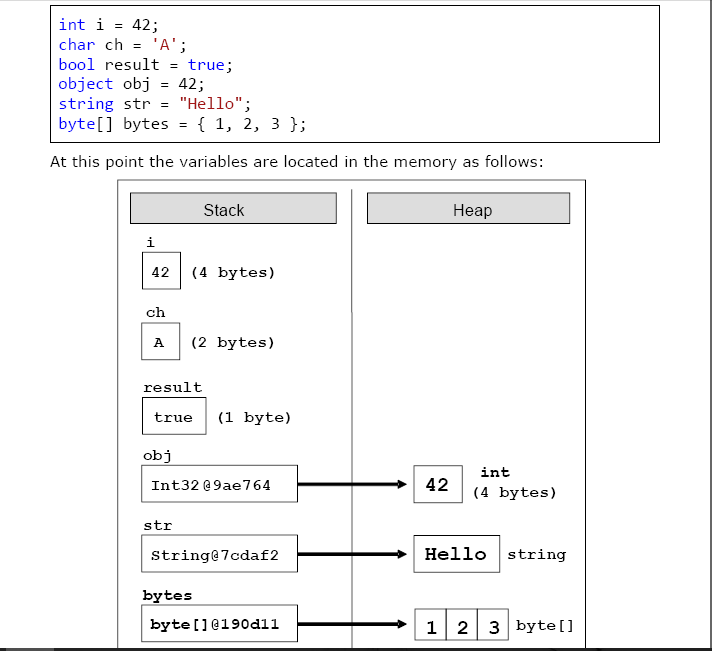 int i = 42;
char ch = 'A';
bool result = true;
object obj = 42;
string str = "Hello";
byte[] bytes = { 1, 2, 3 };
At this point the variables are located in the memory as follows:
Stack
Heap
i
42 (4 bytes)
ch
A (2 bytes)
result
true (1 byte)
obj
Int32@9ae764
42
int
(4 bytes)
str
String@7cdaf2
Hello string
bytes
byte[]@190d11
1 2 3 byte[]